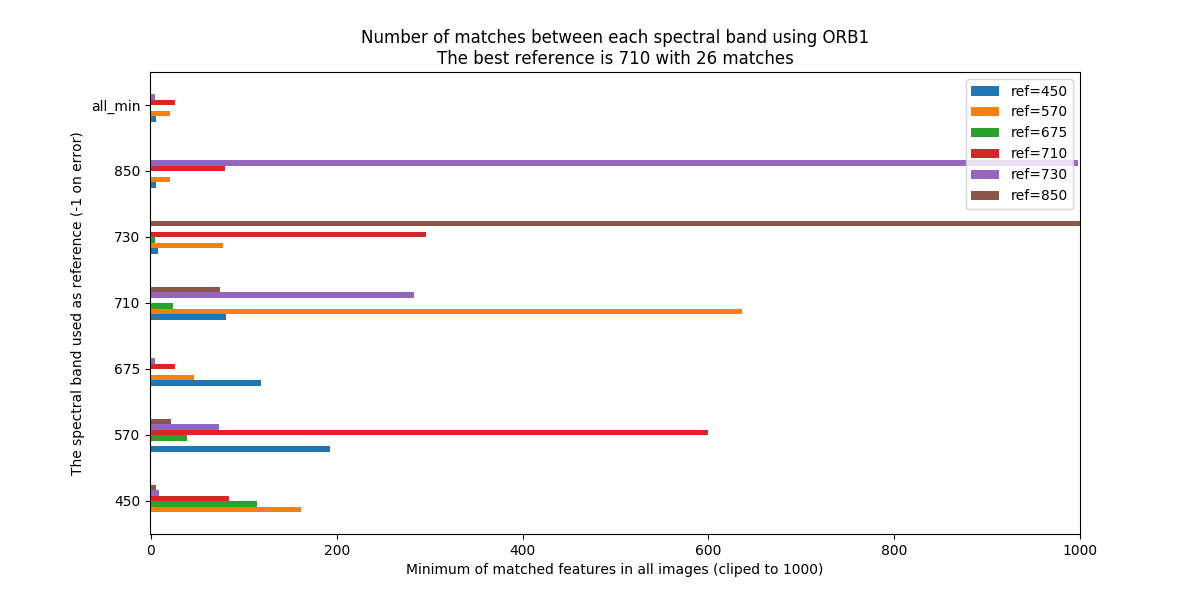 Number of matches between each spectral band using ORB1
The best reference is 710 with 26 matches
The spectral band used as reference (-1 on error)
all_min
850
730
710
675
570
450
ref=450
ref=570
ref=675
ref=710
ref=730
ref=850
0 200 400 600 800 1000
Minimum of matched features in all images (cliped to 1000)